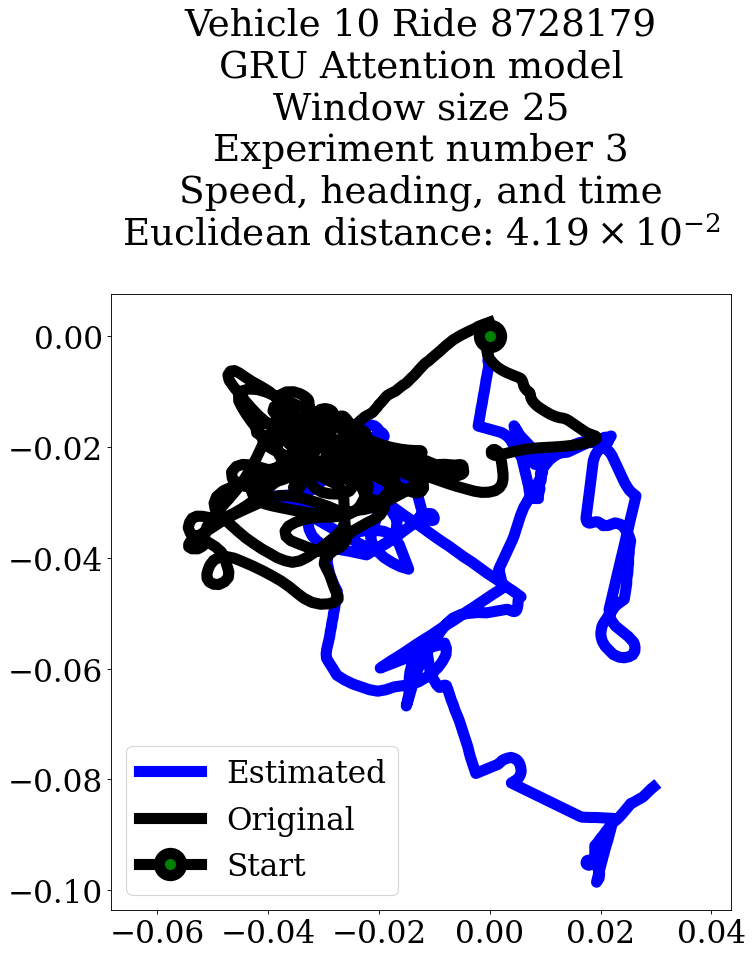 Vehicle 10 Ride 8728179
GRU Attention model
Window size 25
Experiment number 3
Speed, heading, and time
Euclidean distance: 4.19 × 10⁻²
0.00
−0.02
−0.04
−0.06
−0.08
−0.10
Estimated
Original
Start
−0.06 −0.04 −0.02 0.00 0.02 0.04